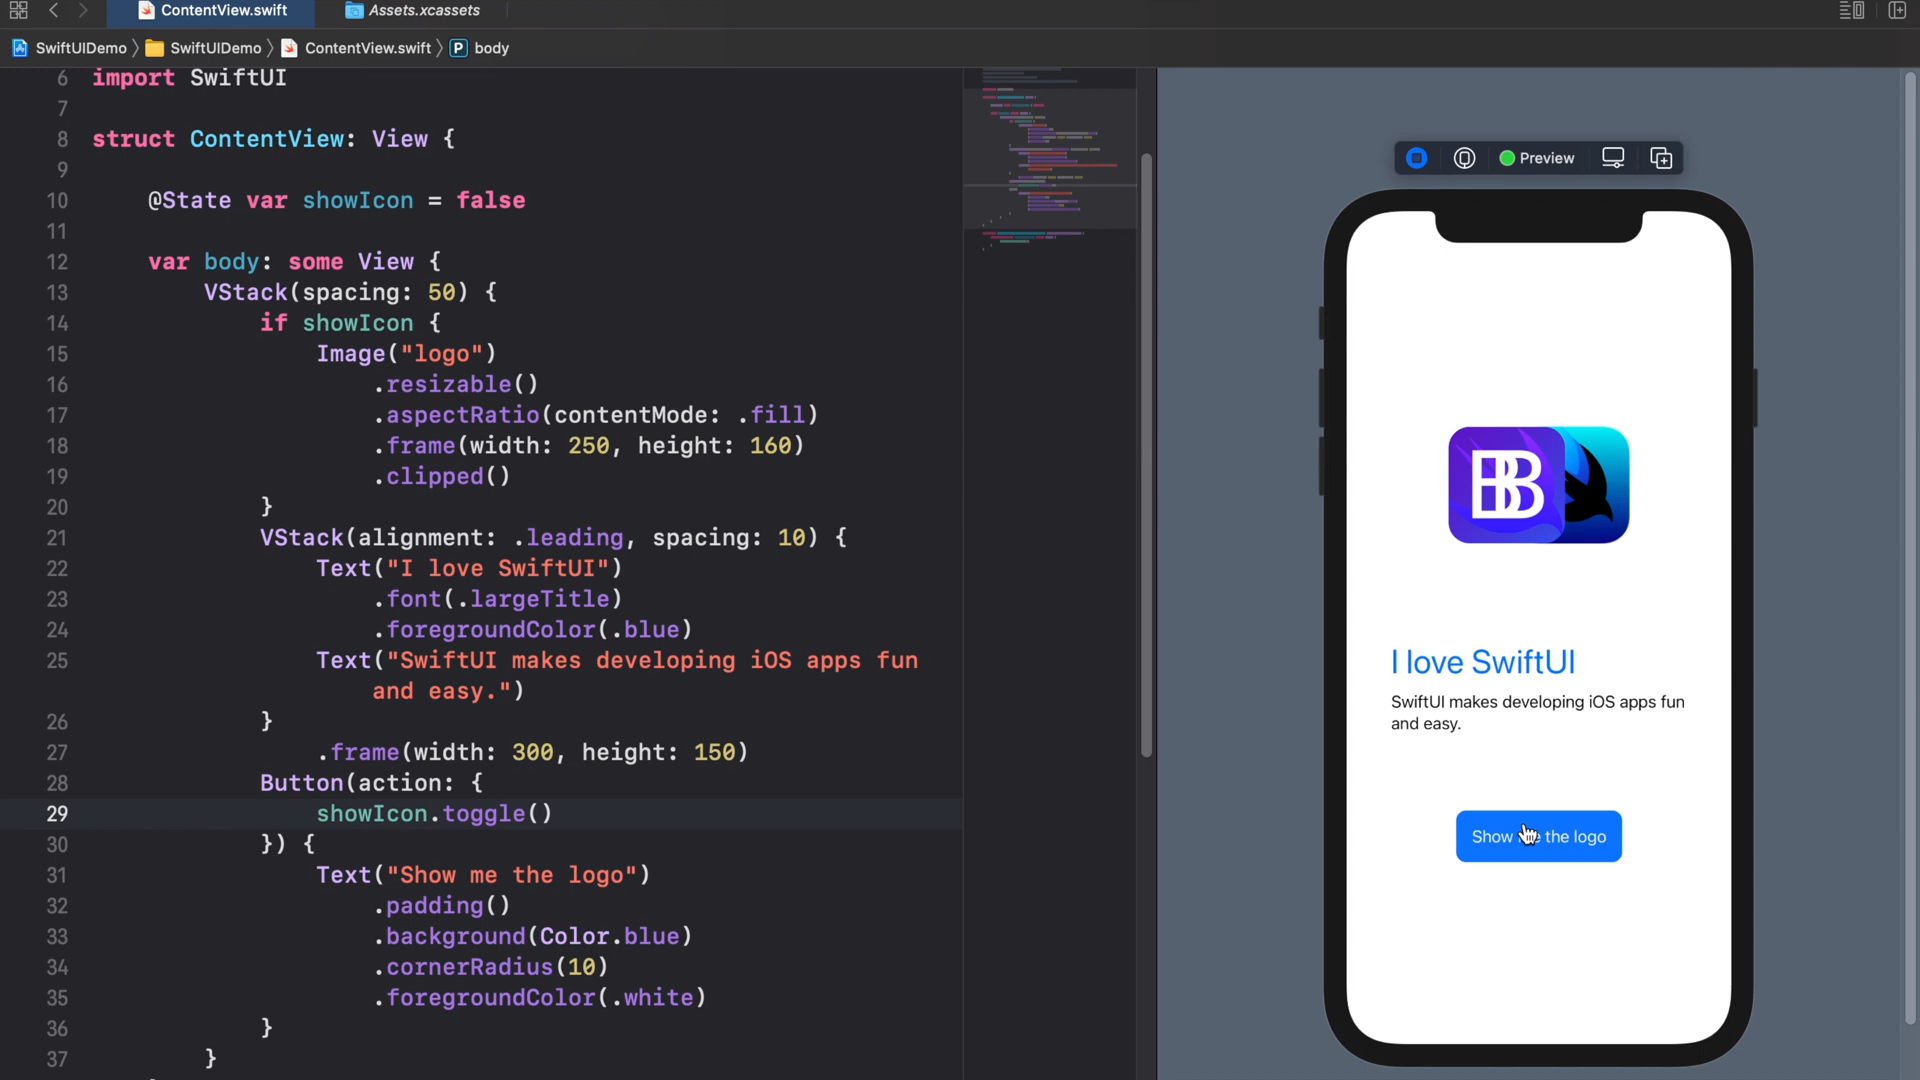 ContentView.swift
Assets.xcassets
SwiftUIDemo
SwiftUIDemo
ContentView.swift
P
body
6 import SwiftUI
7
8 struct ContentView: View {
9
10 @State var showIcon = false
11
12 var body: some View {
13 VStack(spacing: 50) {
14 if showIcon {
15 Image("logo")
16 .resizable()
17 .aspectRatio(contentMode: .fill)
18 .frame(width: 250, height: 160)
19 .clipped()
20 }
21 VStack(alignment: .leading, spacing: 10) {
22 Text("I love SwiftUI")
23 .font(.largeTitle)
24 .foregroundColor(.blue)
25 Text("SwiftUI makes developing iOS apps fun
and easy.")
26 }
27 .frame(width: 300, height: 150)
28 Button(action: {
29 showIcon.toggle()
30 }) {
31 Text("Show me the logo")
32 .padding()
33 .background(Color.blue)
34 .cornerRadius(10)
35 .foregroundColor(.white)
36 }
37 }
Preview
BB
I love SwiftUI
SwiftUI makes developing iOS apps fun
and easy.
Show me the logo